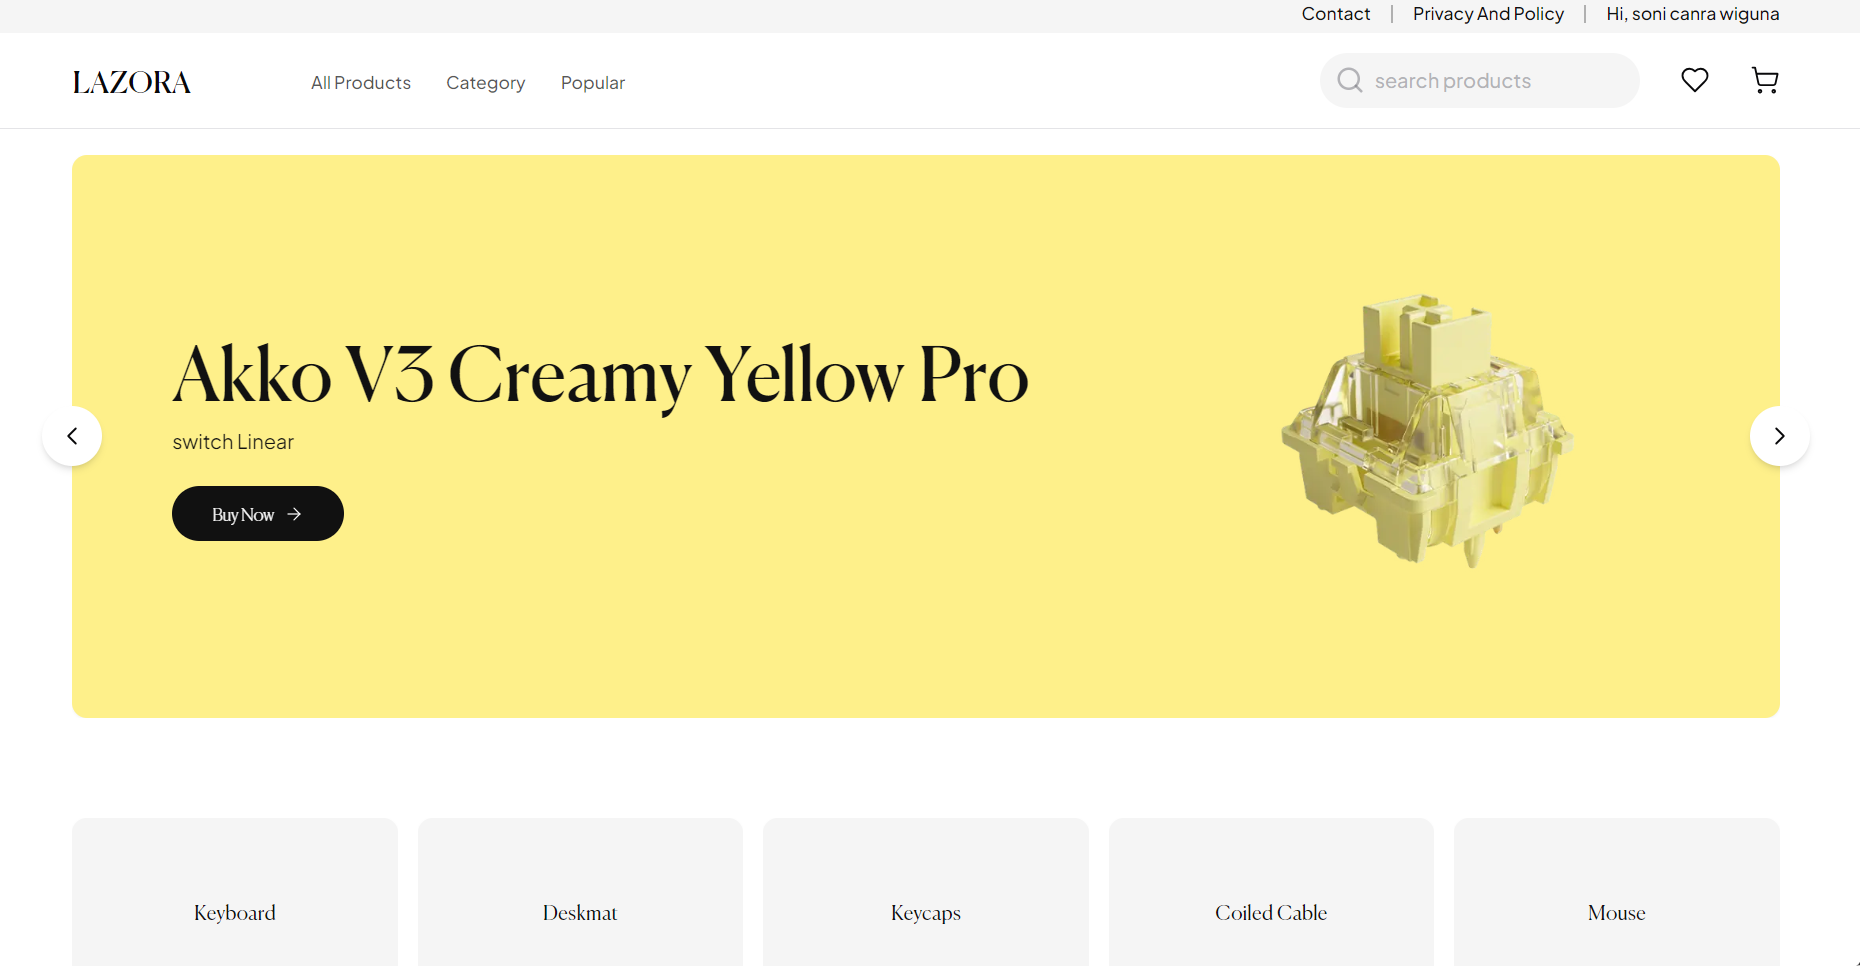 Contact | Privacy And Policy | Hi, soni canra wiguna
LAZORA
All Products
Category
Popular
search products
Akko V3 Creamy Yellow Pro
switch Linear
Buy Now
Keyboard
Deskmat
Keycaps
Coiled Cable
Mouse